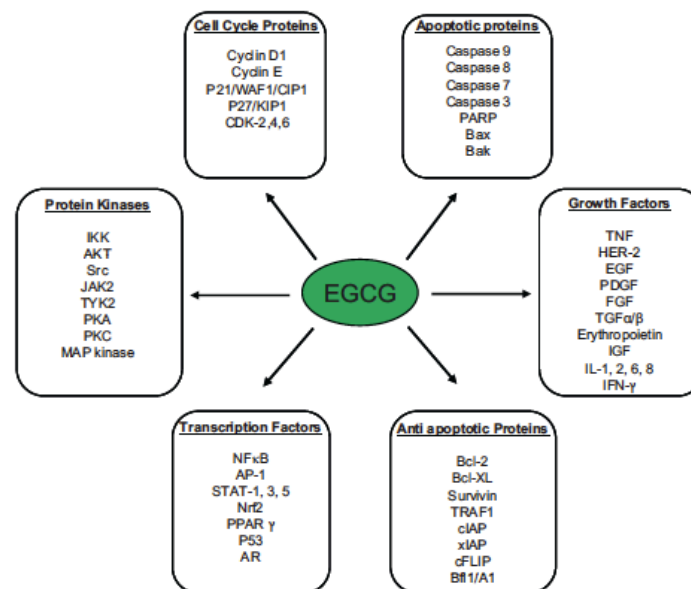 Cell Cycle Proteins
Cyclin D1
Cyclin E
P21/WAF1/CIP1
P27/KIP1
CDK-2,4,6
Apoptotic proteins
Caspase 9
Caspase 8
Caspase 7
Caspase 3
PARP
Bax
Bak
Protein Kinases
IKK
AKT
Src
JAK2
TYK2
PKA
PKC
MAP kinase
EGCG
Growth Factors
TNF
HER-2
EGF
PDGF
FGF
TGFα/β
Erythropoietin
IGF
IL-1, 2, 6, 8
IFN-γ
Transcription Factors
NFκB
AP-1
STAT-1, 3, 5
Nrf2
PPAR γ
P53
AR
Anti apoptotic Proteins
Bcl-2
Bcl-XL
Survivin
TRAF1
cIAP
xIAP
cFLIP
Bfl1/A1